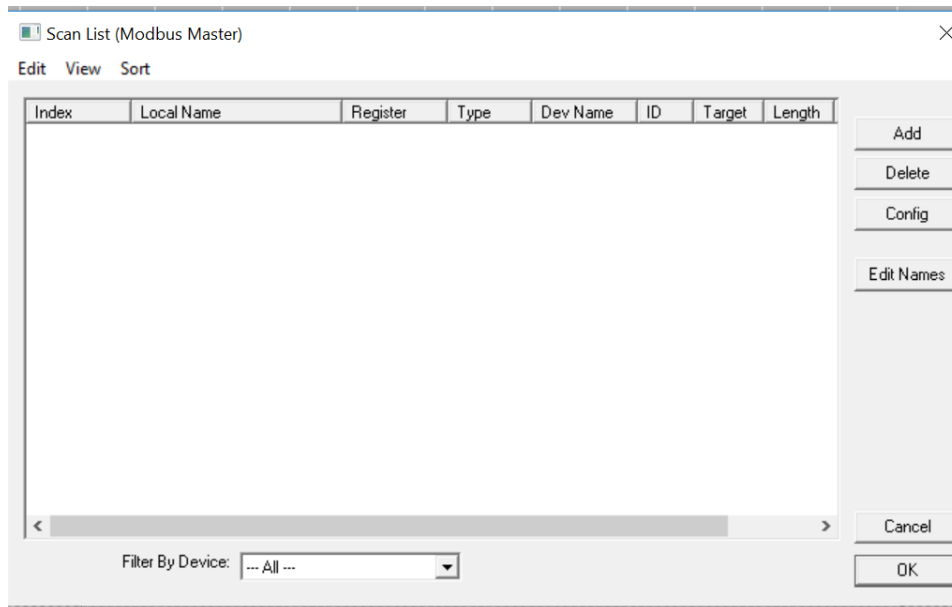 Scan List (Modbus Master)
Edit View Sort
Index Local Name Register Type Dev Name ID Target Length
Add
Delete
Config
Edit Names
Cancel
Filter By Device: --- All ---
OK